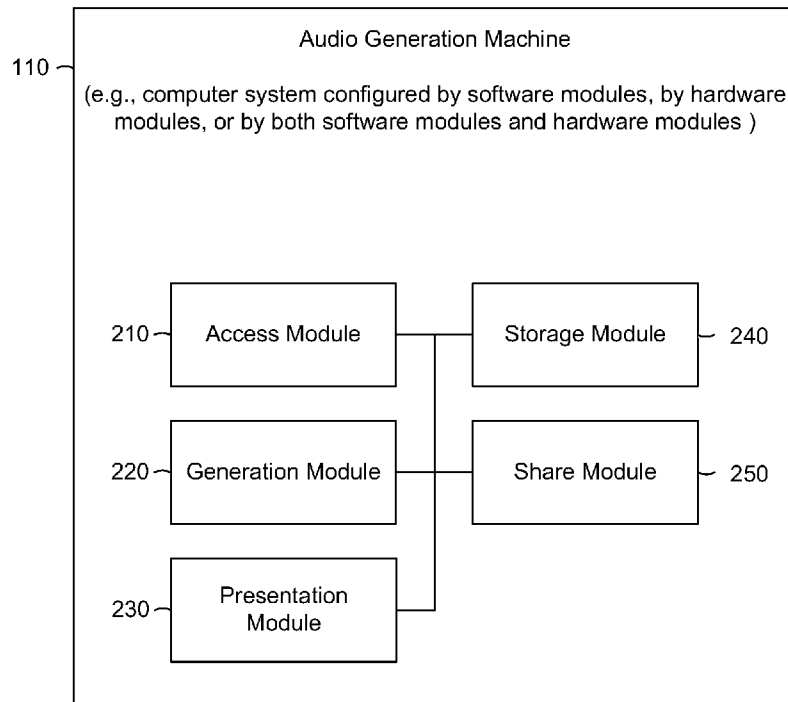 Audio Generation Machine
110
(e.g., computer system configured by software modules, by hardware
modules, or by both software modules and hardware modules )
210
Access Module
Storage Module
240
220
Generation Module
Share Module
250
230
Presentation
Module